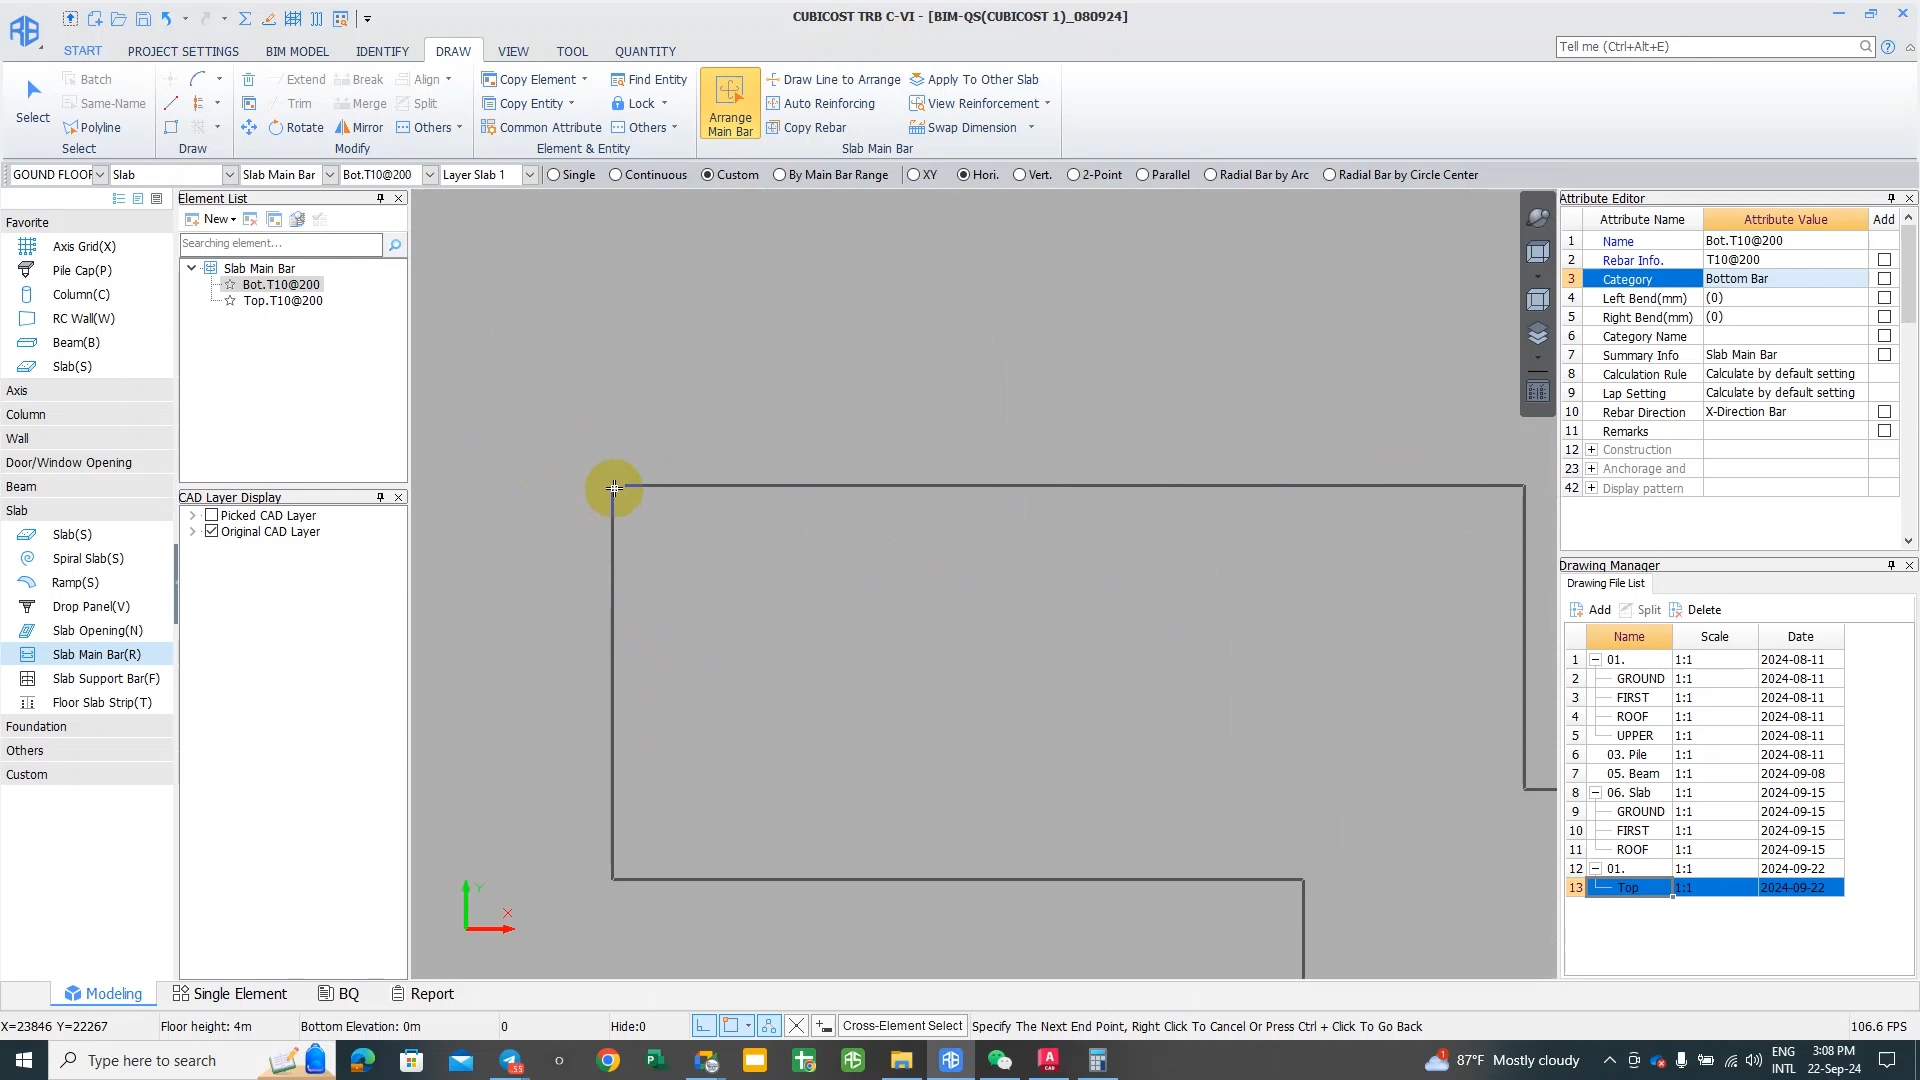 CUBICOST TRB C-VI - [BIM-QS(CUBICOST 1)_080924]
START PROJECT SETTINGS BIM MODEL IDENTIFY DRAW VIEW TOOL QUANTITY
Tell me (Ctrl+Alt+E)
Select
Batch
Same-Name
Polyline
Select
Draw
Extend Break Align
Trim Merge Split
Rotate Mirror Others
Modify
Copy Element Find Entity
Copy Entity Lock
Common Attribute Others
Element & Entity
Arrange
Main Bar
Draw Line to Arrange Apply To Other Slab
Auto Reinforcing View Reinforcement
Copy Rebar Swap Dimension
Slab Main Bar
GOUND FLOOF Slab Slab Main Bar Bot.T10@200 Layer Slab 1 Single Continuous Custom By Main Bar Range XY Hori. Vert. 2-Point Parallel Radial Bar by Arc Radial Bar by Circle Center
Favorite
Axis Grid(X)
Pile Cap(P)
Column(C)
RC Wall(W)
Beam(B)
Slab(S)
Axis
Column
Wall
Door/Window Opening
Beam
Slab
Slab(S)
Spiral Slab(S)
Ramp(S)
Drop Panel(V)
Slab Opening(N)
Slab Main Bar(R)
Slab Support Bar(F)
Floor Slab Strip(T)
Foundation
Others
Custom
Element List
New
Searching element...
Slab Main Bar
Bot.T10@200
Top.T10@200
CAD Layer Display
Picked CAD Layer
Original CAD Layer
Y
X
Attribute Editor
Attribute Name Attribute Value Add
1 Name Bot.T10@200
2 Rebar Info. T10@200
3 Category Bottom Bar
4 Left Bend(mm) (0)
5 Right Bend(mm) (0)
6 Category Name
7 Summary Info Slab Main Bar
8 Calculation Rule Calculate by default setting
9 Lap Setting Calculate by default setting
10 Rebar Direction X-Direction Bar
11 Remarks
12 Construction
23 Anchorage and
42 Display pattern
Drawing Manager
Drawing File List
Add Split Delete
Name Scale Date
1 01. 1:1 2024-08-11
2 GROUND 1:1 2024-08-11
3 FIRST 1:1 2024-08-11
4 ROOF 1:1 2024-08-11
5 UPPER 1:1 2024-08-11
6 03. Pile 1:1 2024-08-11
7 05. Beam 1:1 2024-09-08
8 06. Slab 1:1 2024-09-15
9 GROUND 1:1 2024-09-15
10 FIRST 1:1 2024-09-15
11 ROOF 1:1 2024-09-15
12 01. 1:1 2024-09-22
13 Top 1:1 2024-09-22
Modeling Single Element BQ Report
X=23846 Y=22267 Floor height: 4m Bottom Elevation: 0m 0 Hide:0 Cross-Element Select Specify The Next End Point, Right Click To Cancel Or Press Ctrl + Click To Go Back 106.6 FPS
Type here to search
87°F Mostly cloudy
ENG
INTL
3:08 PM
22-Sep-24